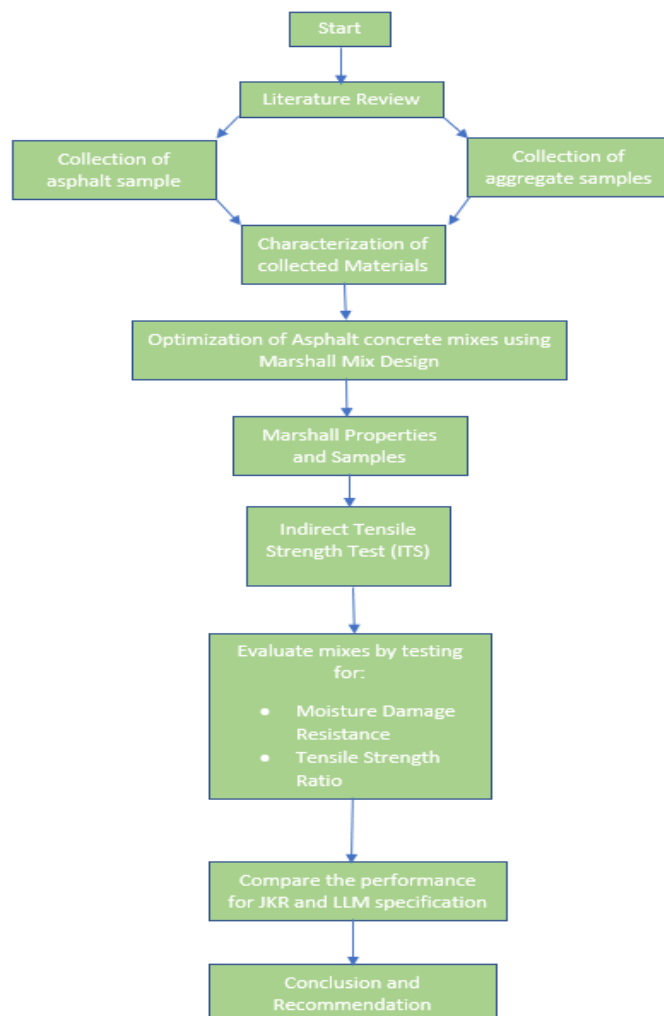 Start
Literature Review
Collection of
asphalt sample
Collection of
aggregate samples
Characterization of
collected Materials
Optimization of Asphalt concrete mixes using
Marshall Mix Design
Marshall Properties
and Samples
Indirect Tensile
Strength Test (ITS)
Evaluate mixes by testing
for:
● Moisture Damage
Resistance
● Tensile Strength
Ratio
Compare the performance
for JKR and LLM specification
Conclusion and
Recommendation